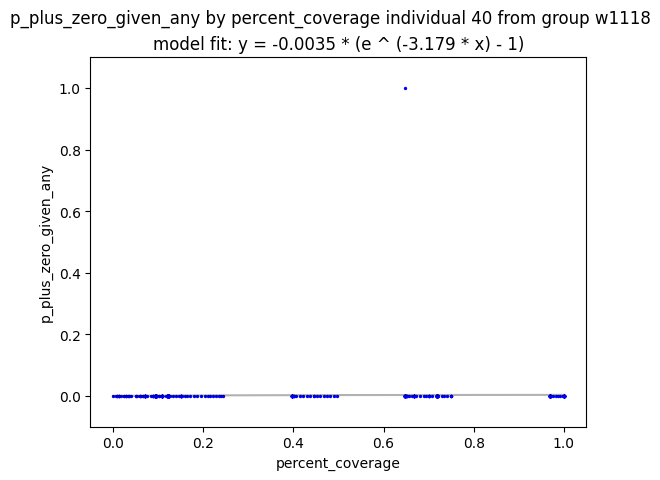 p_plus_zero_given_any by percent_coverage individual 40 from group w1118
model fit: y = -0.0035 * (e ^ (-3.179 * x) - 1)
1.0
0.8
0.6
0.4
0.2
0.0
p_plus_zero_given_any
0.0 0.2 0.4 0.6 0.8 1.0
percent_coverage